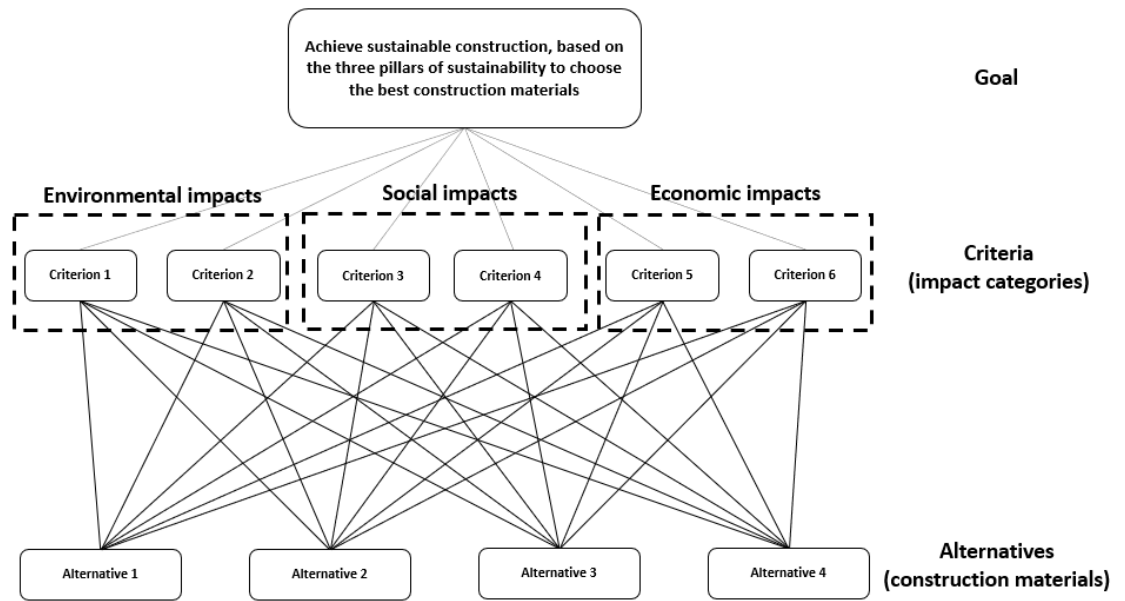 Achieve sustainable construction, based on
the three pillars of sustainability to choose
the best construction materials
Goal
Environmental impacts
Social impacts
Economic impacts
Criterion 1
Criterion 2
Criterion 3
Criterion 4
Criterion 5
Criterion 6
Criteria
(impact categories)
Alternative 1
Alternative 2
Alternative 3
Alternative 4
Alternatives
(construction materials)